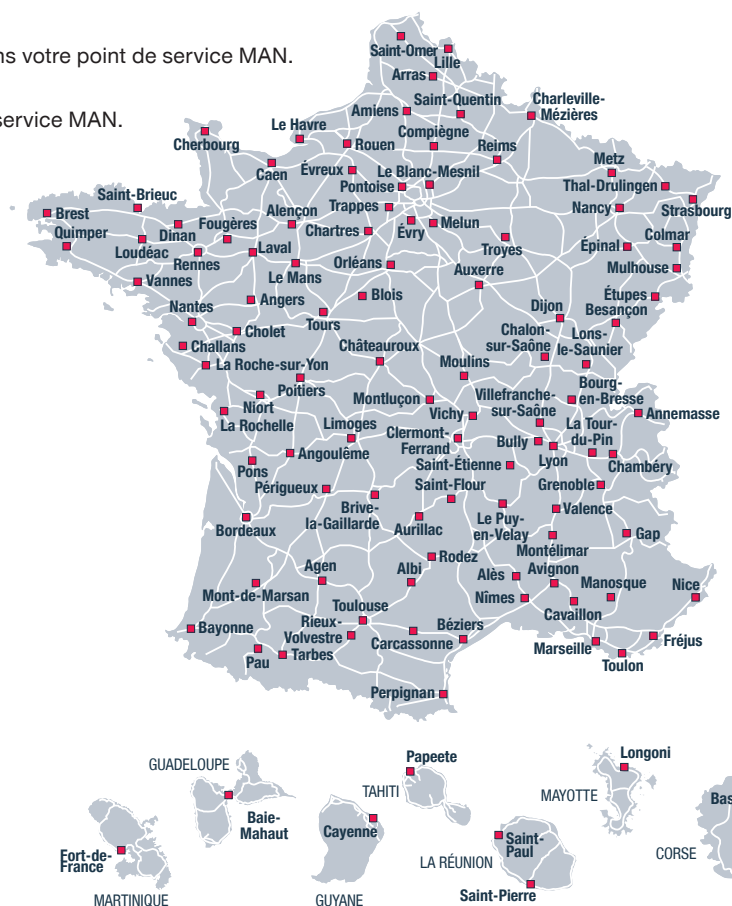 ns votre point de service MAN.
service MAN.
Saint-Omer
Lille
Arras
Saint-Quentin
Charleville-
Mézières
Amiens
Le Havre
Compiègne
Cherbourg
Rouen
Reims
Metz
Caen
Évreux
Le Blanc-Mesnil
Pontoise
Thal-Drulingen
Saint-Brieuc
Trappes
Nancy
Strasbourg
Brest
Alençon
Fougères
Chartres
Melun
Quimper
Dinan
Évry
Colmar
Loudéac
Laval
Troyes
Épinal
Rennes
Orléans
Auxerre
Mulhouse
Le Mans
Vannes
Angers
Blois
Étupes
Nantes
Dijon
Besançon
Tours
Cholet
Chalon-
sur-Saône
Lons-
le-Saunier
Challans
Châteauroux
La Roche-sur-Yon
Moulins
Poitiers
Bourg-
en-Bresse
Niort
Montluçon
Villefranche-
sur-Saône
Annemasse
Vichy
La Rochelle
Limoges
La Tour-
du-Pin
Clermont-
Ferrand
Bully
Angoulême
Lyon
Pons
Saint-Étienne
Chambéry
Périgueux
Saint-Flour
Grenoble
Brive-
la-Gaillarde
Valence
Bordeaux
Aurillac
Le Puy-
en-Velay
Gap
Montélimar
Rodez
Agen
Albi
Alès
Avignon
Manosque
Nice
Mont-de-Marsan
Nîmes
Toulouse
Cavaillon
Rieux-
Volvestre
Béziers
Bayonne
Carcassonne
Marseille
Fréjus
Tarbes
Pau
Toulon
Perpignan
GUADELOUPE
Papeete
Longoni
TAHITI
MAYOTTE
Bas
Baie-
Mahaut
Cayenne
Saint-
Paul
Fort-de-
France
LA RÉUNION
CORSE
Saint-Pierre
MARTINIQUE
GUYANE